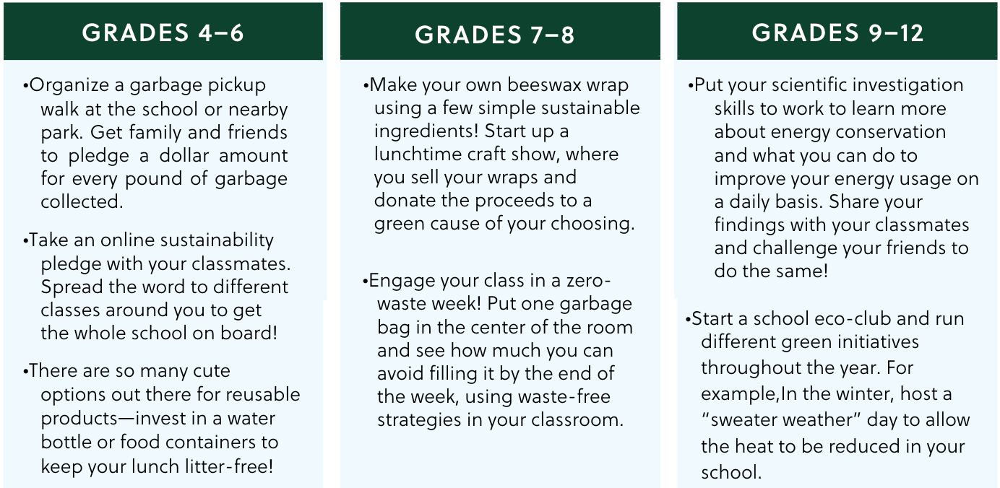 GRADES 4–6
•Organize a garbage pickup
walk at the school or nearby
park. Get family and friends
to pledge a dollar amount
for every pound of garbage
collected.
•Take an online sustainability
pledge with your classmates.
Spread the word to different
classes around you to get
the whole school on board!
•There are so many cute
options out there for reusable
products—invest in a water
bottle or food containers to
keep your lunch litter-free!
GRADES 7–8
•Make your own beeswax wrap
using a few simple sustainable
ingredients! Start up a
lunchtime craft show, where
you sell your wraps and
donate the proceeds to a
green cause of your choosing.
•Engage your class in a zero-
waste week! Put one garbage
bag in the center of the room
and see how much you can
avoid filling it by the end of
the week, using waste-free
strategies in your classroom.
GRADES 9–12
•Put your scientific investigation
skills to work to learn more
about energy conservation
and what you can do to
improve your energy usage on
a daily basis. Share your
findings with your classmates
and challenge your friends to
do the same!
•Start a school eco-club and run
different green initiatives
throughout the year. For
example,In the winter, host a
“sweater weather” day to allow
the heat to be reduced in your
school.